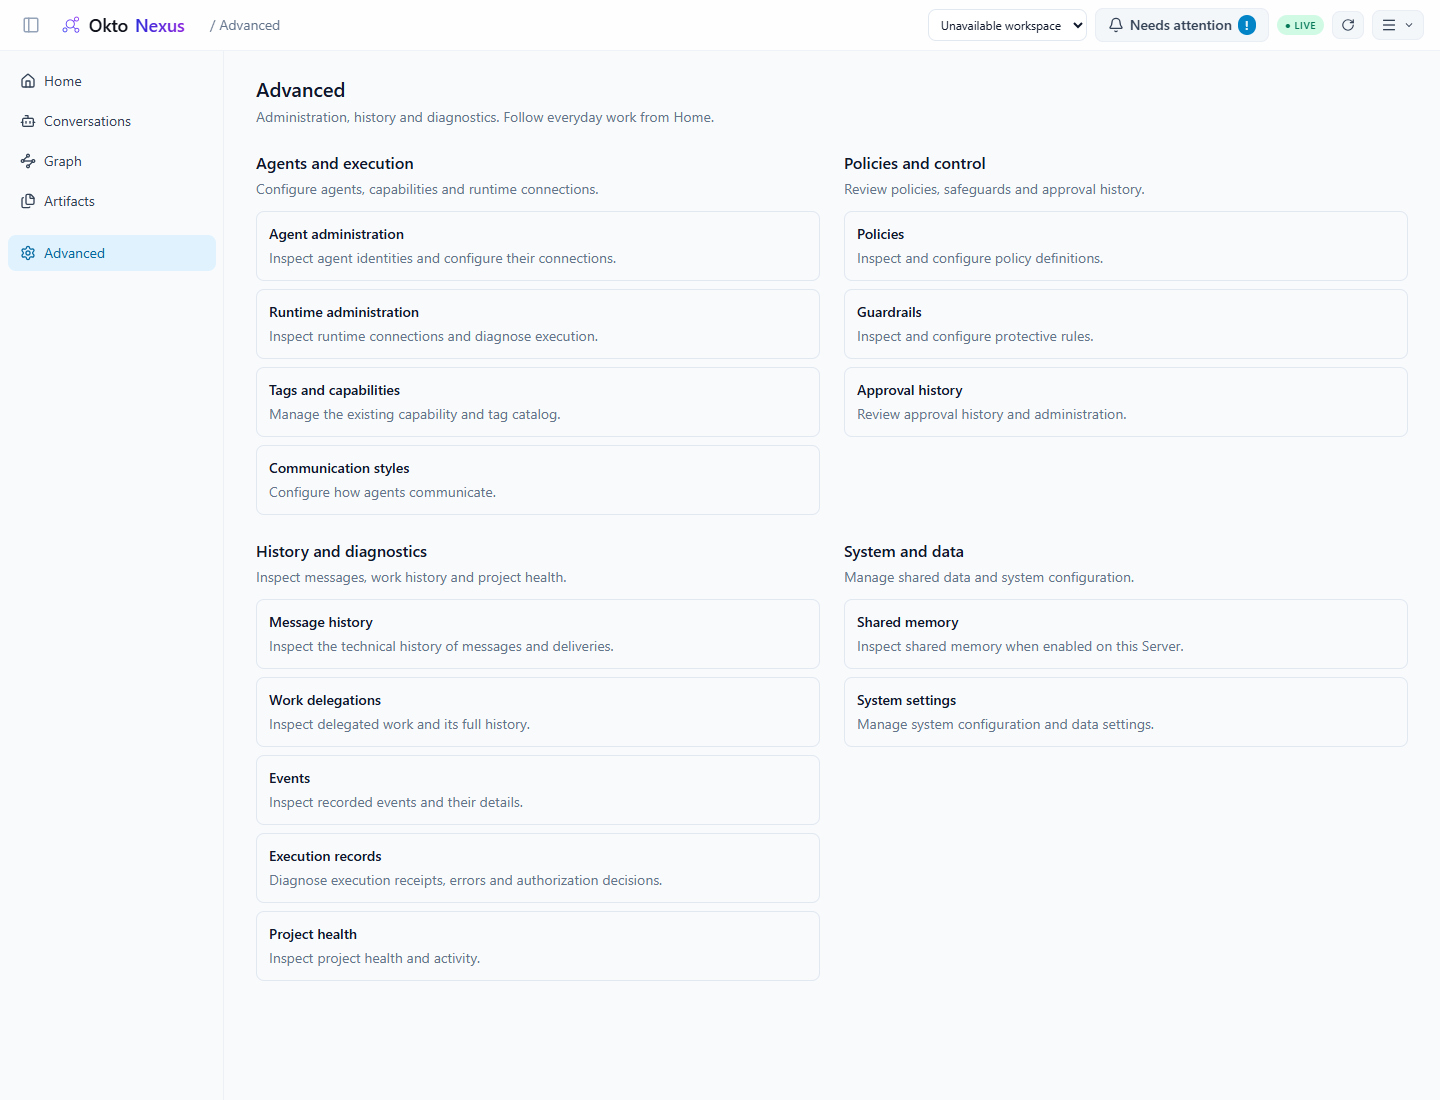 Okto Nexus / Advanced
Unavailable workspace
Needs attention !
LIVE
Home
Conversations
Graph
Artifacts
Advanced
Advanced
Administration, history and diagnostics. Follow everyday work from Home.
Agents and execution
Configure agents, capabilities and runtime connections.
Agent administration
Inspect agent identities and configure their connections.
Runtime administration
Inspect runtime connections and diagnose execution.
Tags and capabilities
Manage the existing capability and tag catalog.
Communication styles
Configure how agents communicate.
Policies and control
Review policies, safeguards and approval history.
Policies
Inspect and configure policy definitions.
Guardrails
Inspect and configure protective rules.
Approval history
Review approval history and administration.
History and diagnostics
Inspect messages, work history and project health.
Message history
Inspect the technical history of messages and deliveries.
Work delegations
Inspect delegated work and its full history.
Events
Inspect recorded events and their details.
Execution records
Diagnose execution receipts, errors and authorization decisions.
Project health
Inspect project health and activity.
System and data
Manage shared data and system configuration.
Shared memory
Inspect shared memory when enabled on this Server.
System settings
Manage system configuration and data settings.